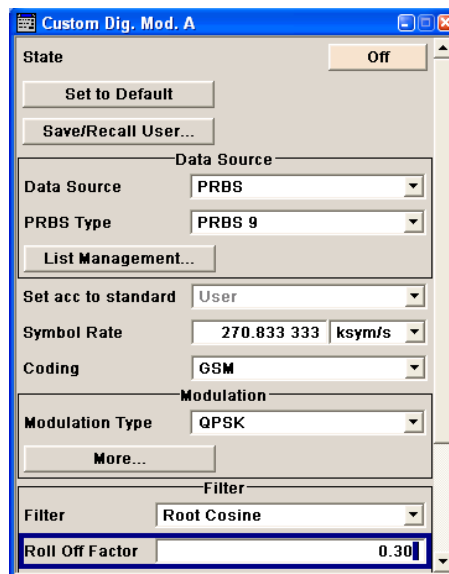 Custom Dig. Mod. A
State Off
Set to Default
Save/Recall User...
Data Source
Data Source PRBS
PRBS Type PRBS 9
List Management...
Set acc to standard User
Symbol Rate 270.833 333 ksym/s
Coding GSM
Modulation
Modulation Type QPSK
More...
Filter
Filter Root Cosine
Roll Off Factor 0.30